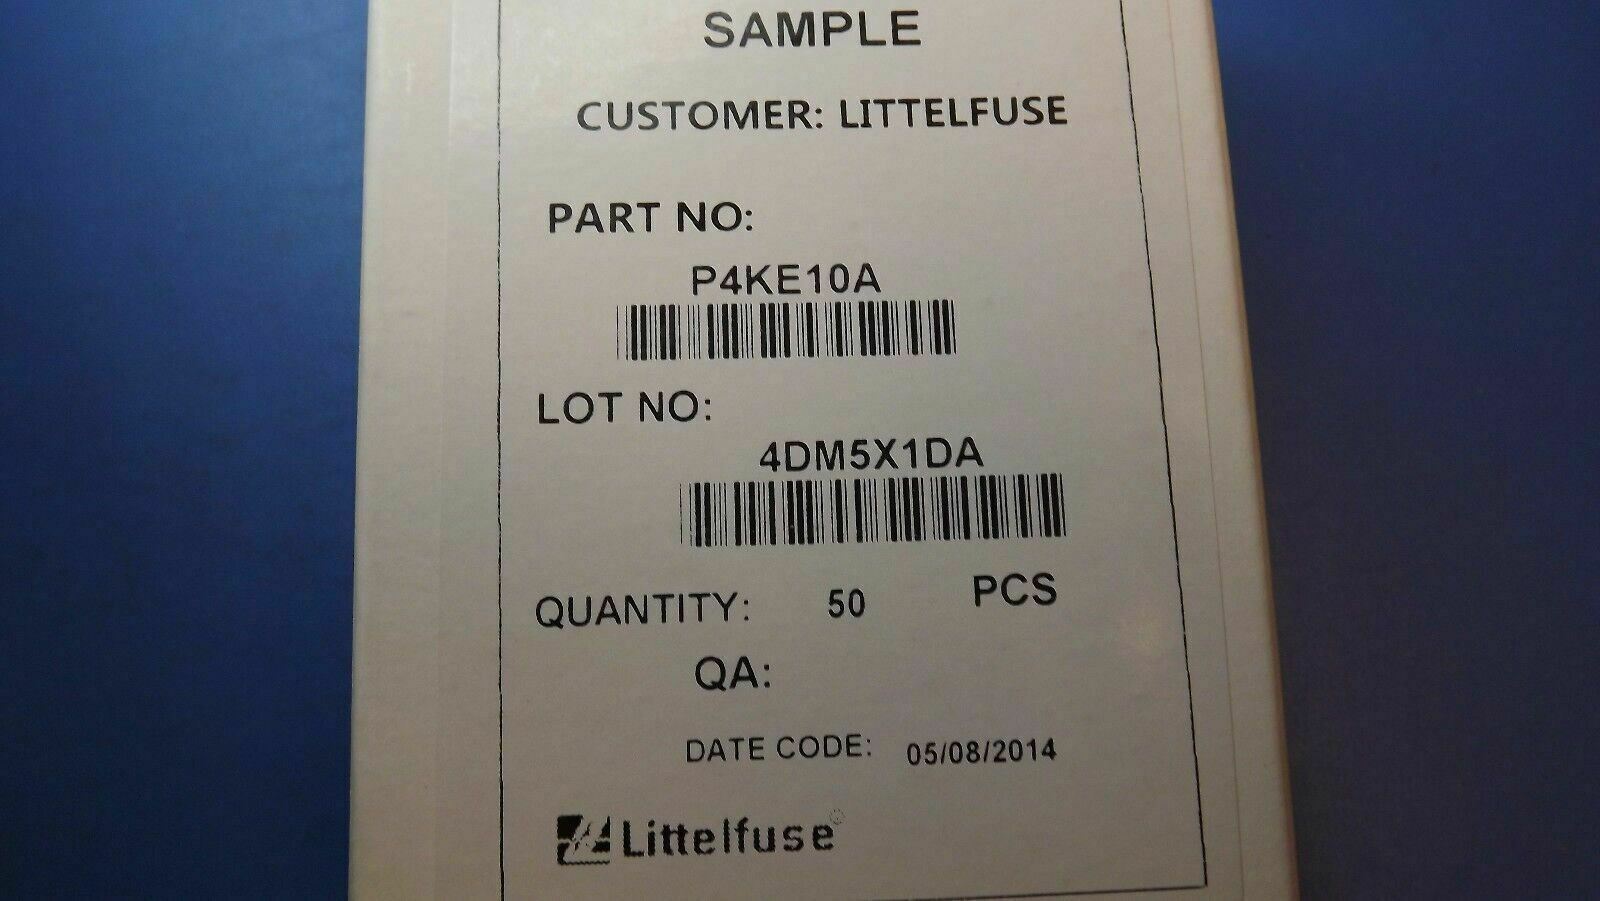 SAMPLE
CUSTOMER: LITTELFUSE
PART NO:
P4KE10A
LOT NO:
4DM5X1DA
QUANTITY: 50 PCS
QA:
DATE CODE: 05/08/2014
Littelfuse®